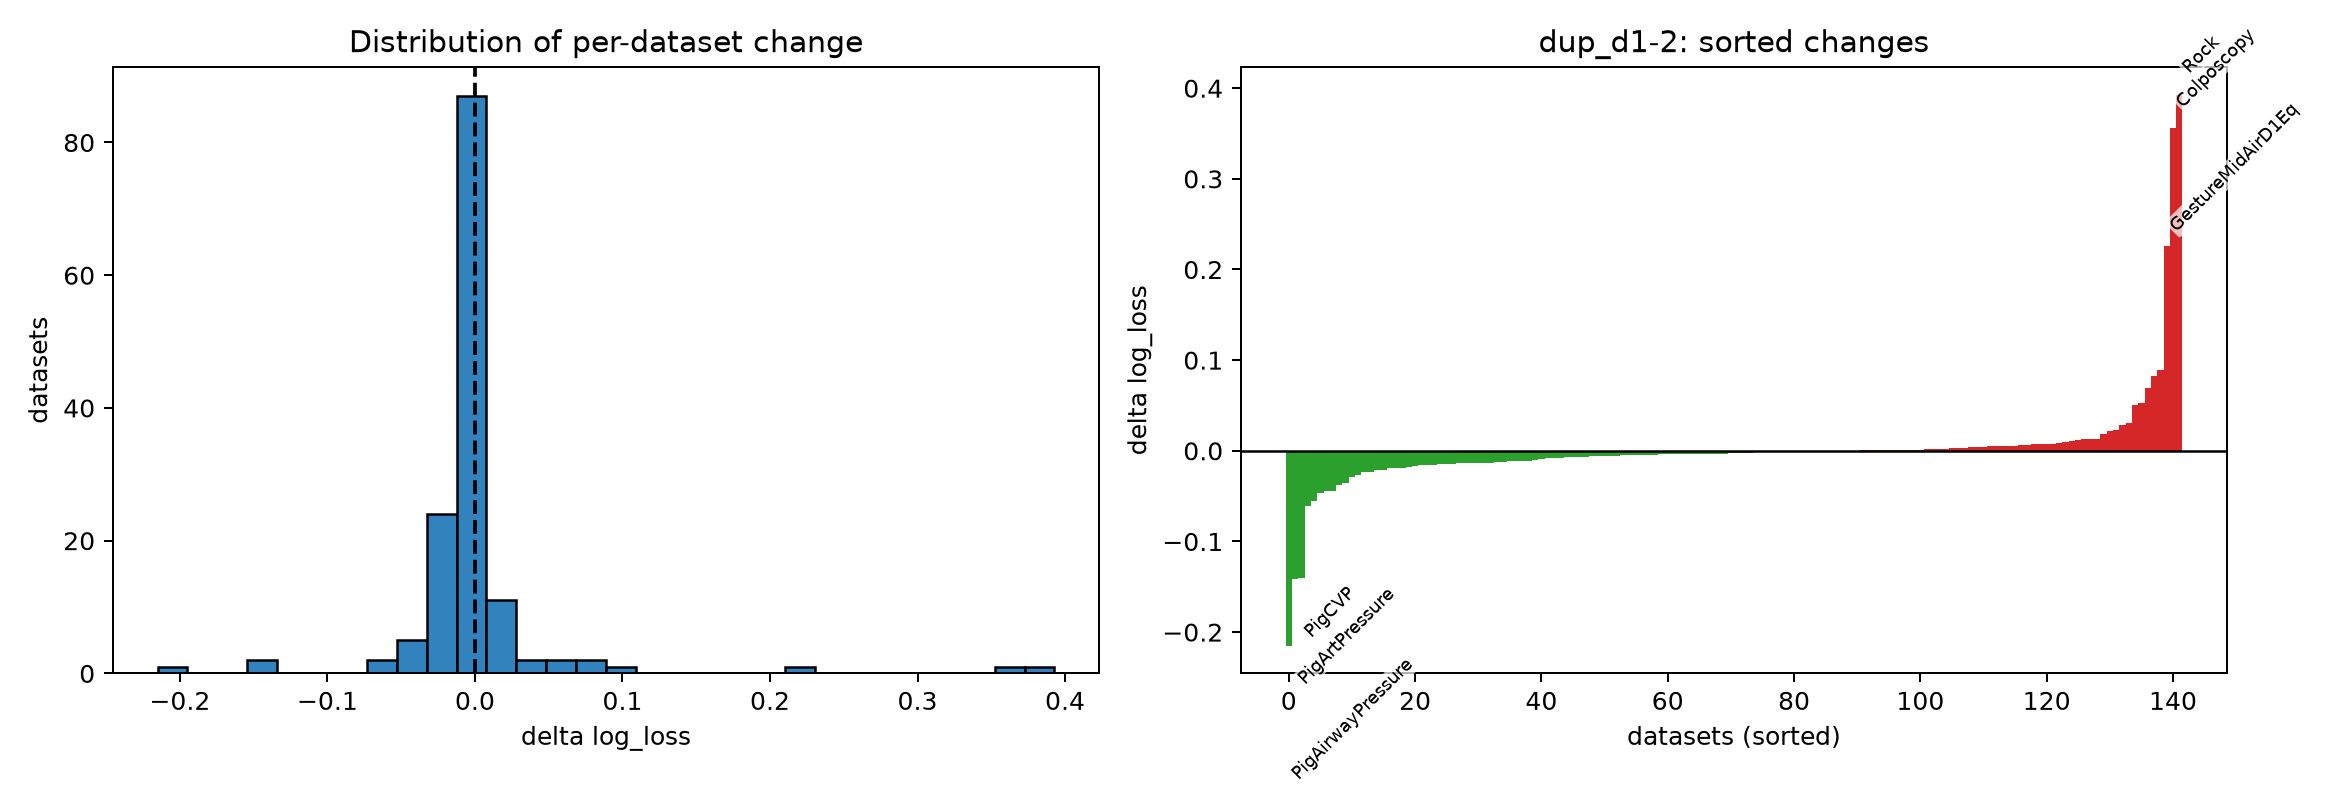 Distribution of per-dataset change
datasets
80
60
40
20
0
−0.2
−0.1
0.0
0.1
0.2
0.3
0.4
delta log_loss
dup_d1-2: sorted changes
delta log_loss
0.4
0.3
0.2
0.1
0.0
−0.1
−0.2
Rock
Colposcopy
GestureMidAirD1Eq
PigCVP
PigArtPressure
PigAirwayPressure
0
20
40
60
80
100
120
140
datasets (sorted)